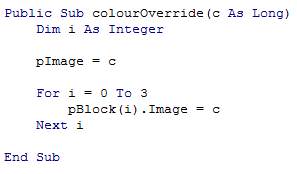 Public Sub colourOverride(c As Long)
    Dim i As Integer

    pImage = c

    For i = 0 To 3
        pBlock(i).Image = c
    Next i

End Sub